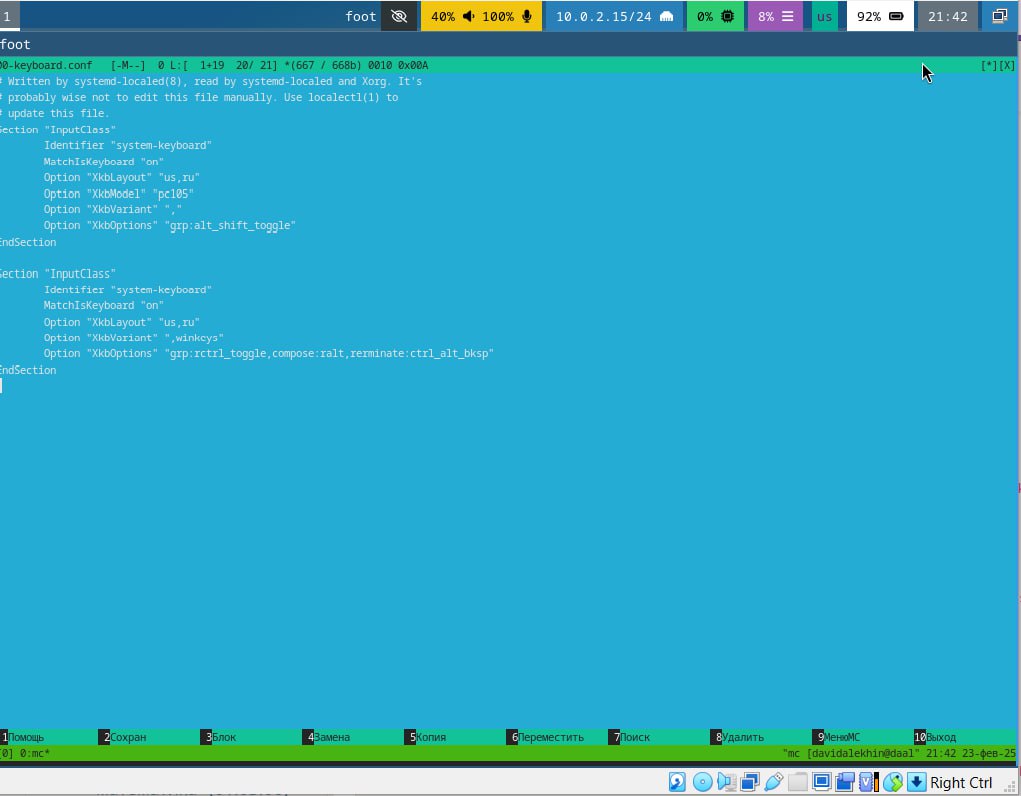 1 foot 40% 100% 10.0.2.15/24 0% 8% us 92% 21:42
foot
0-keyboard.conf [-M--] 0 L:[ 1+19 20/ 21] *(667 / 668b) 0010 0x00A [*][X]
# Written by systemd-localed(8), read by systemd-localed and Xorg. It's
# probably wise not to edit this file manually. Use localectl(1) to
# update this file.
Section "InputClass"
Identifier "system-keyboard"
MatchIsKeyboard "on"
Option "XkbLayout" "us,ru"
Option "XkbModel" "pc105"
Option "XkbVariant" ","
Option "XkbOptions" "grp:alt_shift_toggle"
EndSection
Section "InputClass"
Identifier "system-keyboard"
MatchIsKeyboard "on"
Option "XkbLayout" "us,ru"
Option "XkbVariant" ",winkeys"
Option "XkbOptions" "grp:rctrl_toggle,compose:ralt,rerminate:ctrl_alt_bksp"
EndSection
1Помощь 2Сохран 3Блок 4Замена 5Копия 6Переместить 7Поиск 8Удалить 9МенюMC 10Выход
[0] 0:mc* "mc [davidalekhin@daal" 21:42 23-фев-25
Right Ctrl